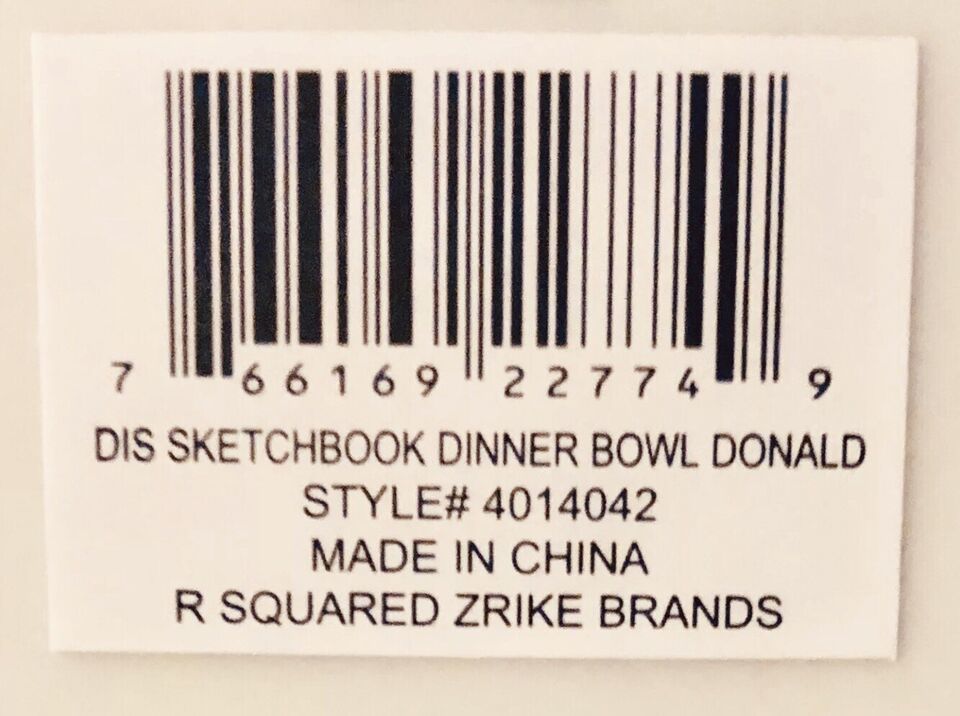 7 66169 22774 9
DIS SKETCHBOOK DINNER BOWL DONALD
STYLE# 4014042
MADE IN CHINA
R SQUARED ZRIKE BRANDS